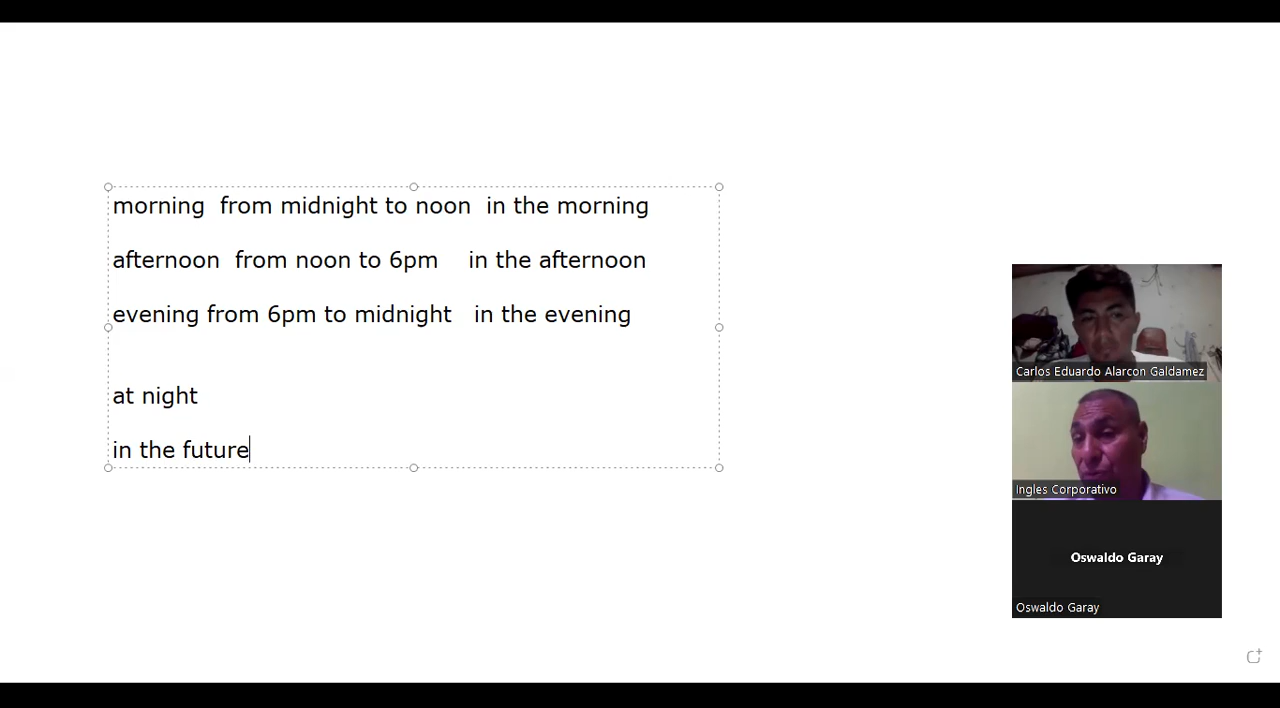 morning  from midnight to noon  in the morning
afternoon  from noon to 6pm    in the afternoon
evening from 6pm to midnight   in the evening
at night
in the future
Carlos Eduardo Alarcon Galdamez
Ingles Corporativo
Oswaldo Garay
Oswaldo Garay